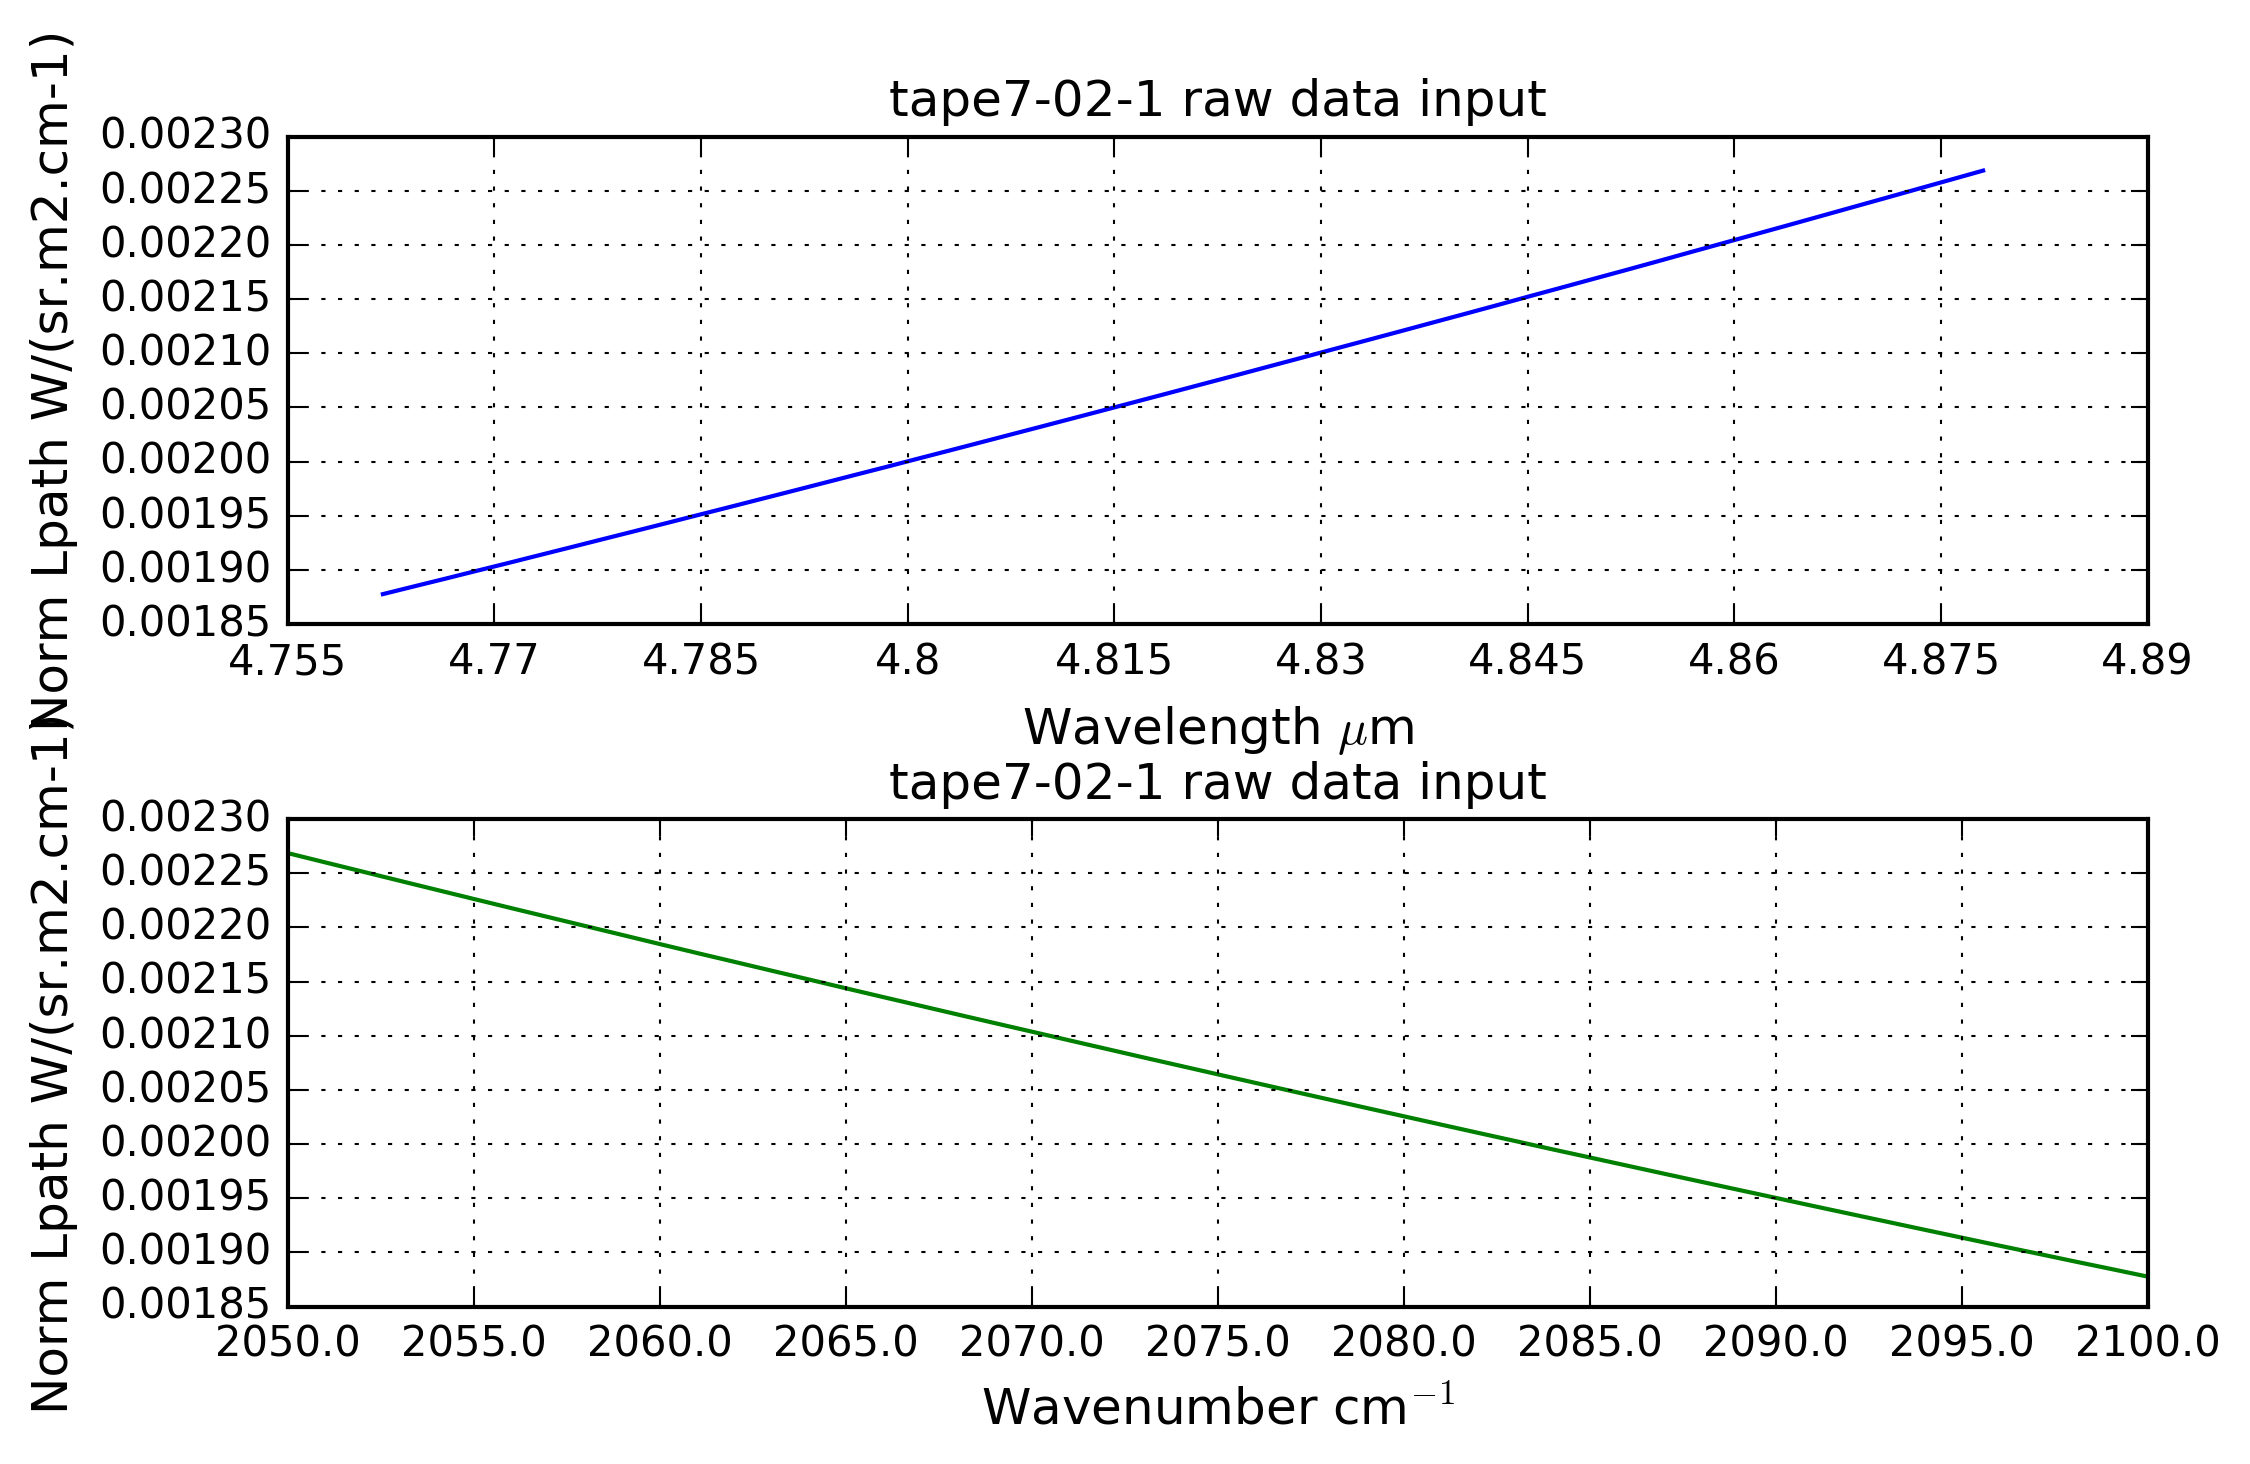 tape7-02-1 raw data input
Norm Lpath W/(sr.m2.cm-1)
0.00230
0.00225
0.00220
0.00215
0.00210
0.00205
0.00200
0.00195
0.00190
0.00185
4.755 4.77 4.785 4.8 4.815 4.83 4.845 4.86 4.875 4.89
Wavelength μm
tape7-02-1 raw data input
Norm Lpath W/(sr.m2.cm-1)
0.00230
0.00225
0.00220
0.00215
0.00210
0.00205
0.00200
0.00195
0.00190
0.00185
2050.0 2055.0 2060.0 2065.0 2070.0 2075.0 2080.0 2085.0 2090.0 2095.0 2100.0
Wavenumber cm⁻¹